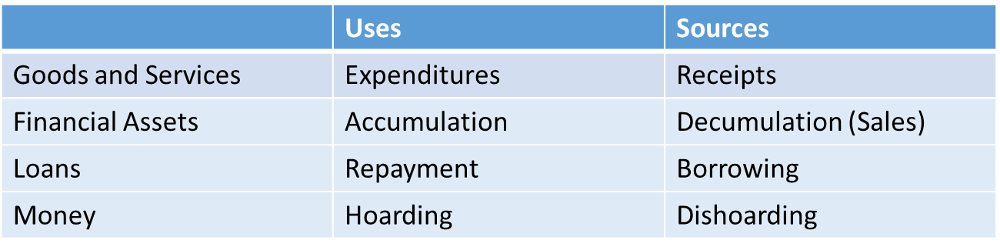 Uses Sources
Goods and Services Expenditures Receipts
Financial Assets Accumulation Decumulation (Sales)
Loans Repayment Borrowing
Money Hoarding Dishoarding